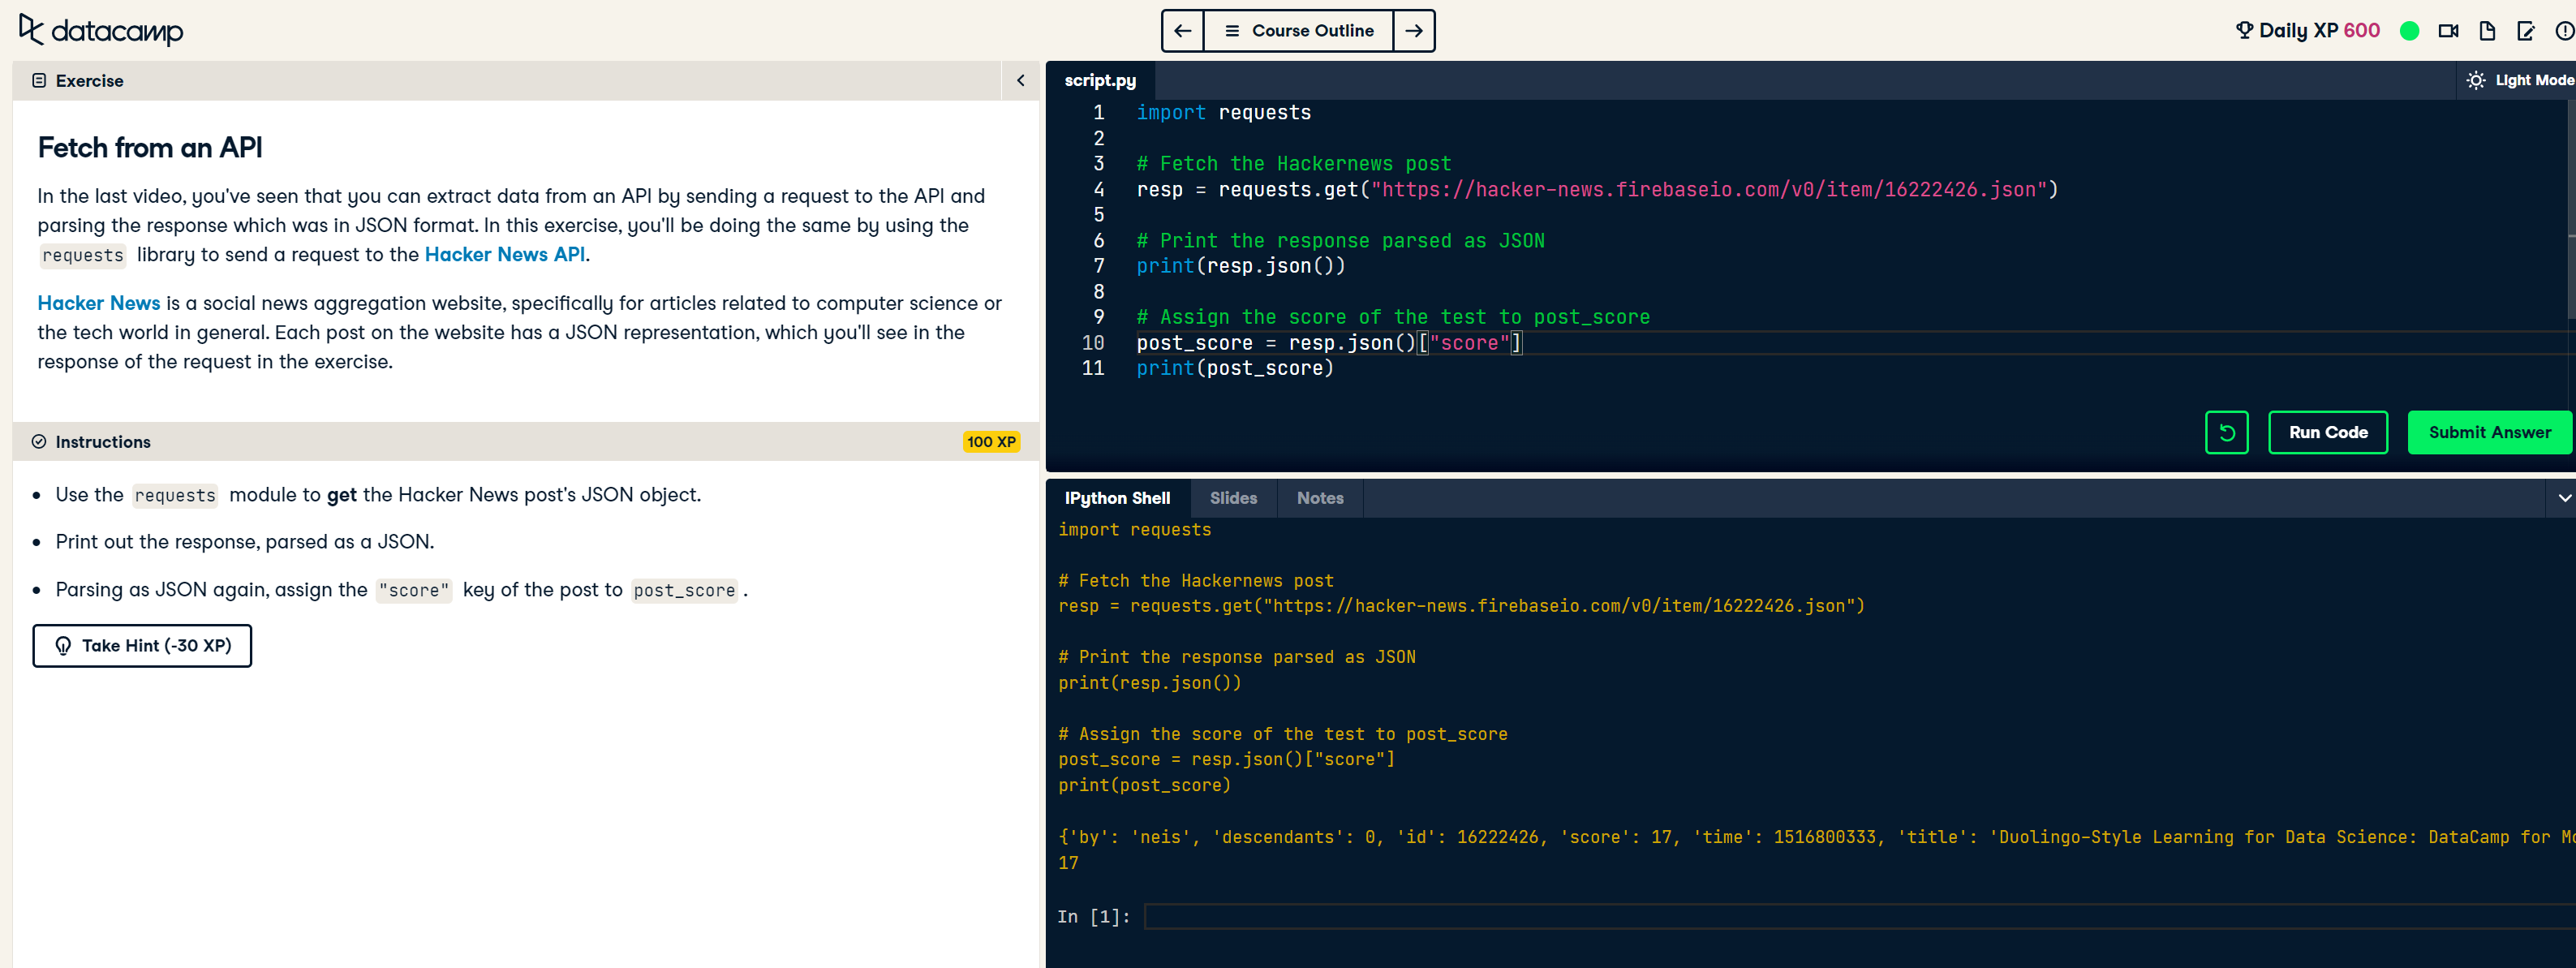 datacamp
Course Outline
Daily XP 600
Exercise
Fetch from an API
In the last video, you've seen that you can extract data from an API by sending a request to the API and
parsing the response which was in JSON format. In this exercise, you'll be doing the same by using the
requests library to send a request to the Hacker News API.
Hacker News is a social news aggregation website, specifically for articles related to computer science or
the tech world in general. Each post on the website has a JSON representation, which you'll see in the
response of the request in the exercise.
Instructions
100 XP
Use the requests module to get the Hacker News post's JSON object.
Print out the response, parsed as a JSON.
Parsing as JSON again, assign the "score" key of the post to post_score.
Take Hint (-30 XP)
script.py
Light Mode
1 import requests
2
3 # Fetch the Hackernews post
4 resp = requests.get("https://hacker-news.firebaseio.com/v0/item/16222426.json")
5
6 # Print the response parsed as JSON
7 print(resp.json())
8
9 # Assign the score of the test to post_score
10 post_score = resp.json()["score"]
11 print(post_score)
Run Code
Submit Answer
IPython Shell
Slides
Notes
import requests
# Fetch the Hackernews post
resp = requests.get("https://hacker-news.firebaseio.com/v0/item/16222426.json")
# Print the response parsed as JSON
print(resp.json())
# Assign the score of the test to post_score
post_score = resp.json()["score"]
print(post_score)
{'by': 'neis', 'descendants': 0, 'id': 16222426, 'score': 17, 'time': 1516800333, 'title': 'Duolingo-Style Learning for Data Science: DataCamp for
17
In [1]: